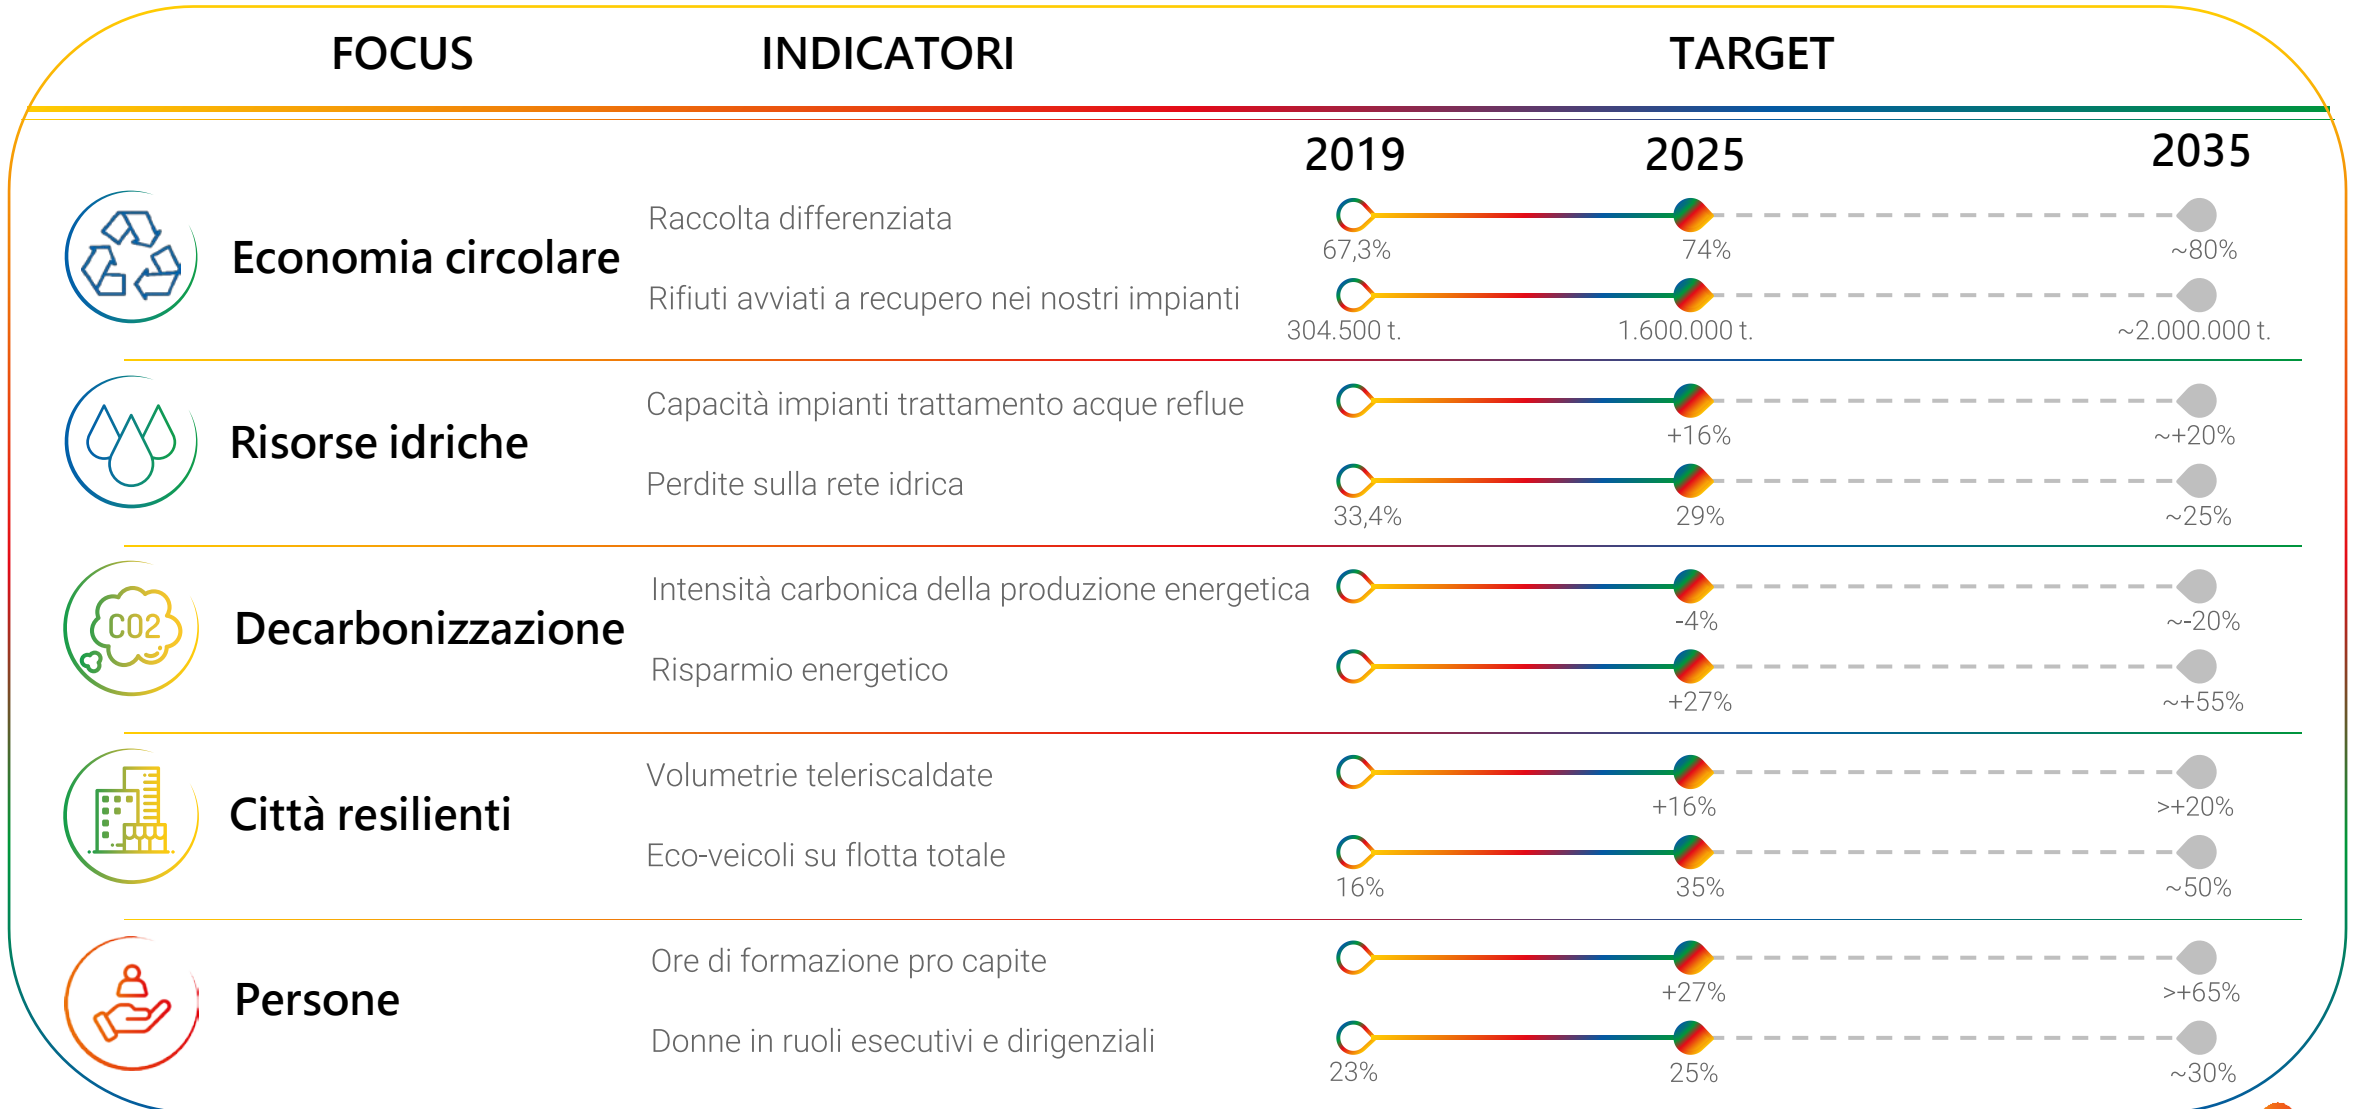 FOCUS INDICATORI TARGET
2019 2025 2035
Economia circolare
Raccolta differenziata
67,3% 74% ~80%
Rifiuti avviati a recupero nei nostri impianti
304.500 t. 1.600.000 t. ~2.000.000 t.
Risorse idriche
Capacità impianti trattamento acque reflue
+16% ~+20%
Perdite sulla rete idrica
33,4% 29% ~25%
CO2
Decarbonizzazione
Intensità carbonica della produzione energetica
-4% ~-20%
Risparmio energetico
+27% ~+55%
Città resilienti
Volumetrie teleriscaldate
+16% >+20%
Eco-veicoli su flotta totale
16% 35% ~50%
Persone
Ore di formazione pro capite
+27% >+65%
Donne in ruoli esecutivi e dirigenziali
23% 25% ~30%